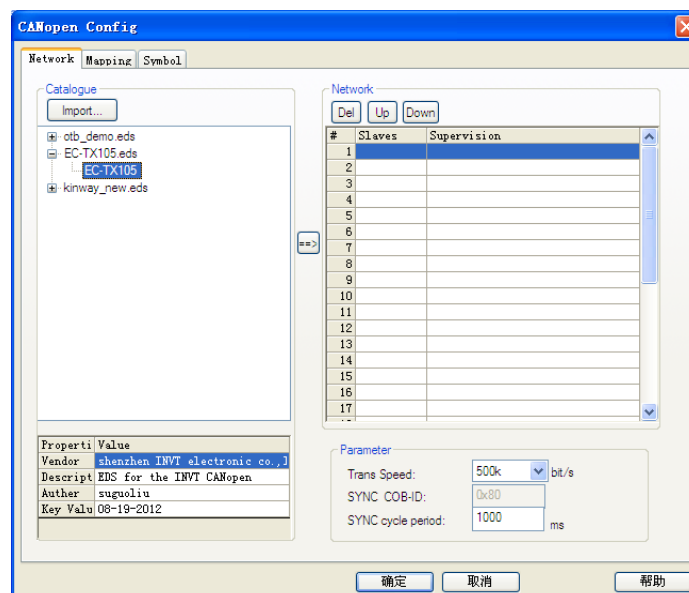 CANopen Config
Network Mapping Symbol
Catalogue
Import...
otb_demo.eds
EC-TX105.eds
EC-TX105
kinway_new.eds
Properti Value
Vendor shenzhen INVT electronic co.,
Descript EDS for the INVT CANopen
Auther suguoliu
Key Valu 08-19-2012
==>
Network
Del Up Down
# Slaves Supervision
1
2
3
4
5
6
7
8
9
10
11
12
13
14
15
16
17
Parameter
Trans Speed: 500k bit/s
SYNC COB-ID: 0x80
SYNC cycle period: 1000 ms
确定 取消 帮助